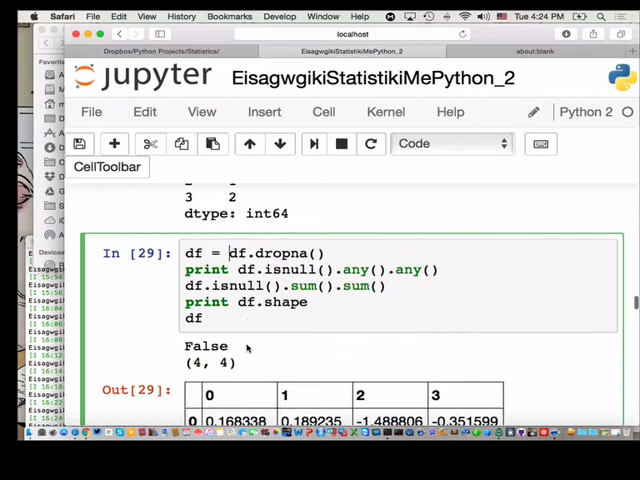 Safari File Edit View History Bookmarks Develop Window Help Tue 4:24 PM
localhost
Dropbox/Python Projects/Statistics/ EisagwgikiStatistikiMePython_2 about:blank
Favorite
jupyter EisagwgikiStatistikiMePython_2
File Edit View Insert Cell Kernel Help Python 2
Code
CellToolbar
3 2
dtype: int64
In [29]: df = df.dropna()
print df.isnull().any().any()
df.isnull().sum().sum()
print df.shape
df
False
(4, 4)
Out[29]: 0 1 2 3
0 0.168338 0.189235 -1.488806 -0.351599